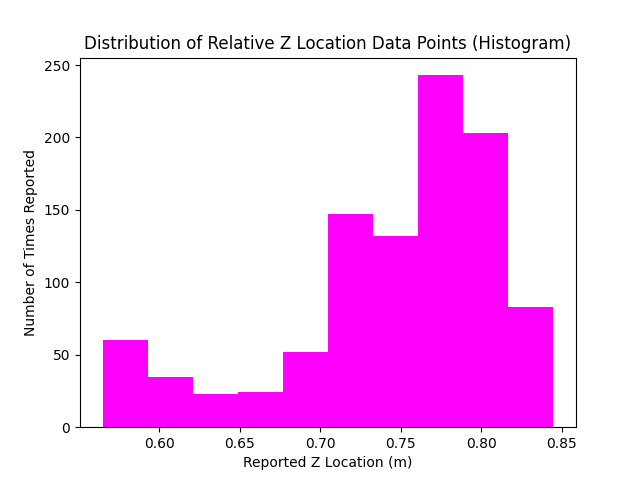 Distribution of Relative Z Location Data Points (Histogram)
Number of Times Reported
250
200
150
100
50
0
0.60 0.65 0.70 0.75 0.80 0.85
Reported Z Location (m)